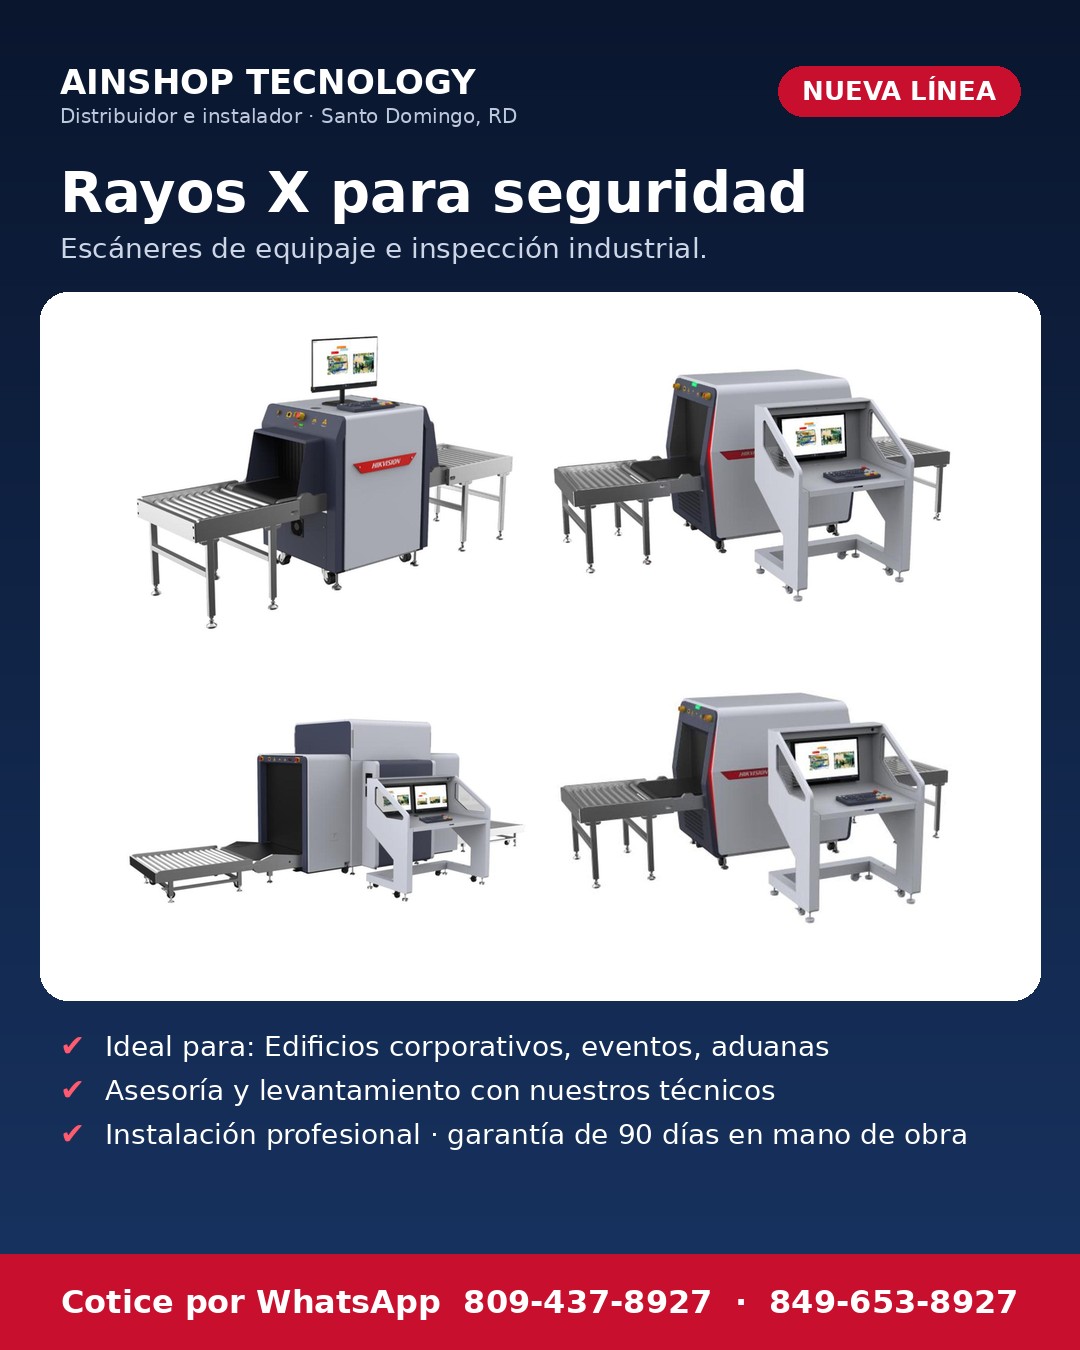 AINSHOP TECNOLOGY
Distribuidor e instalador · Santo Domingo, RD
NUEVA LÍNEA
Rayos X para seguridad
Escáneres de equipaje e inspección industrial.
HIKVISION
HIKVISION
HIKVISION
✔ Ideal para: Edificios corporativos, eventos, aduanas
✔ Asesoría y levantamiento con nuestros técnicos
✔ Instalación profesional · garantía de 90 días en mano de obra
Cotice por WhatsApp 809-437-8927 · 849-653-8927